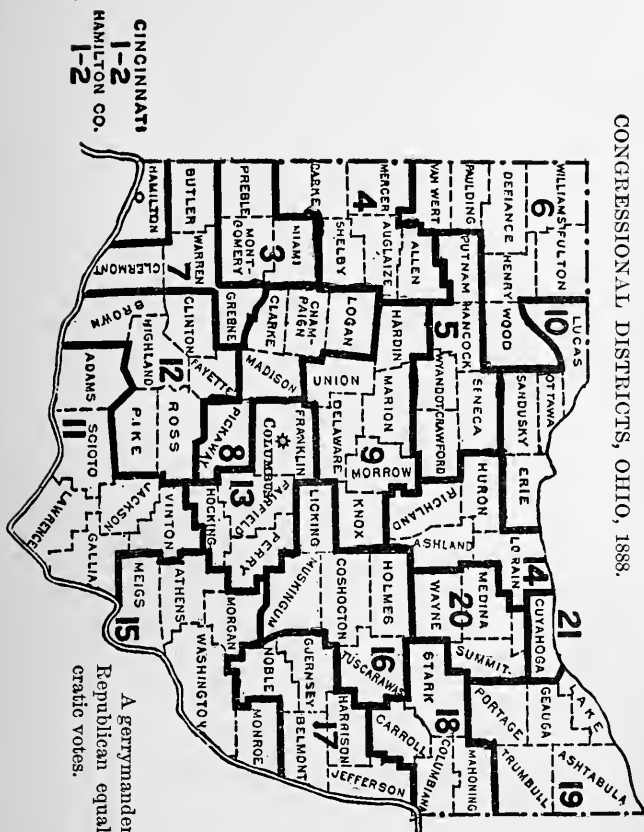 CONGRESSIONAL DISTRICTS, OHIO, 1888.
CINCINNATI
1-2
HAMILTON CO.
1-2
WILLIAMS
FULTON
LUCAS
10
OTTAWA
6
DEFIANCE
HENRY
WOOD
SANDUSKY
ERIE
PAULDING
PUTNAM
HANCOCK
SENECA
HURON
LORAIN
14
CUYAHOGA
21
LAKE
GEAUGA
ASHTABULA
19
VAN WERT
ALLEN
5
WYANDOT
CRAWFORD
RICHLAND
ASHLAND
MEDINA
20
SUMMIT
PORTAGE
TRUMBULL
MERCER
4
AUGLAIZE
HARDIN
MARION
MORROW
WAYNE
STARK
18
MAHONING
COLUMBIANA
DARKE
SHELBY
LOGAN
UNION
DELAWARE
9
KNOX
HOLMES
TUSCARAWAS
16
CARROLL
MIAMI
CHAM-
PAIGN
CLARKE
MADISON
FRANKLIN
COLUMBUS
LICKING
COSHOCTON
HARRISON
JEFFERSON
PREBLE
MONT-
GOMERY
3
GREENE
FAYETTE
PICKAWAY
8
FAIRFIELD
13
PERRY
MUSKINGUM
GUERNSEY
17
BELMONT
BUTLER
WARREN
CLINTON
12
ROSS
HOCKING
MORGAN
NOBLE
MONROE
HAMILTON
7
CLERMONT
HIGHLAND
PIKE
VINTON
ATHENS
WASHINGTON
BROWN
ADAMS
11
SCIOTO
JACKSON
MEIGS
15
LAWRENCE
GALLIA
A gerrymander
Republican equal
cratic votes.